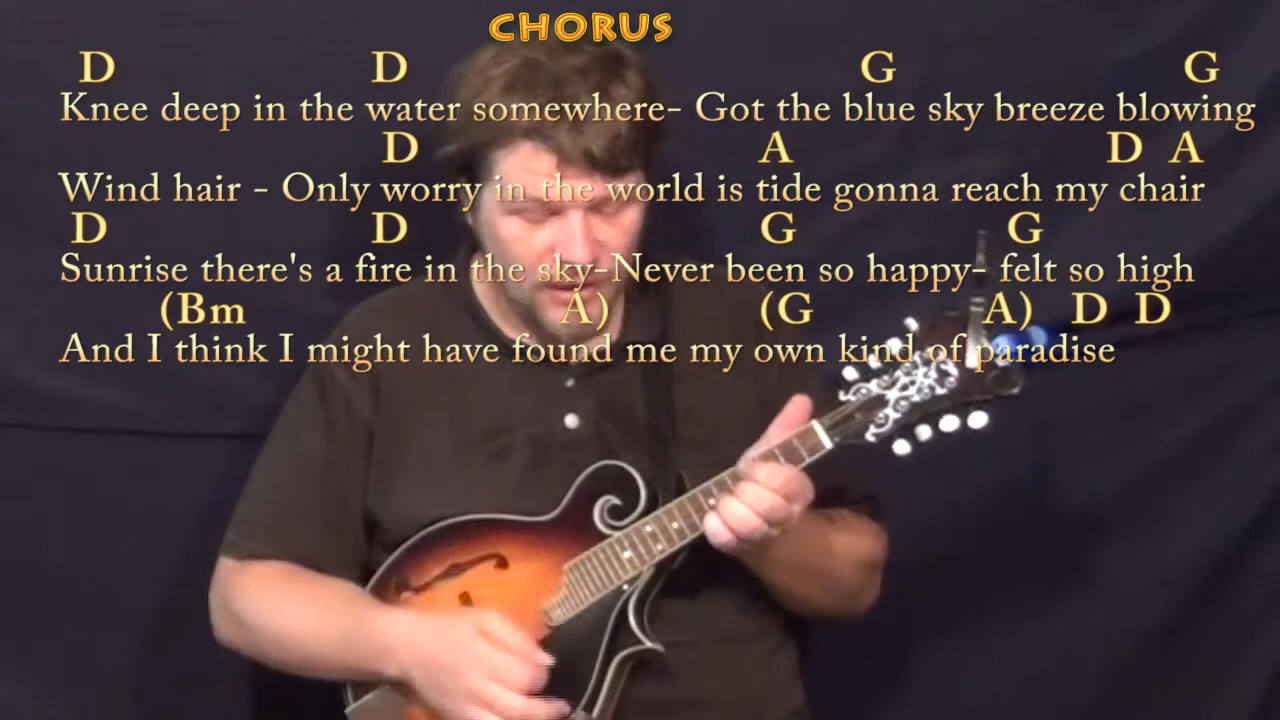 CHORUS
D D G G
Knee deep in the water somewhere- Got the blue sky breeze blowing
D A D A
Wind hair - Only worry in the world is tide gonna reach my chair
D D G G
Sunrise there's a fire in the sky-Never been so happy- felt so high
(Bm A) (G A) D D
And I think I might have found me my own kind of paradise